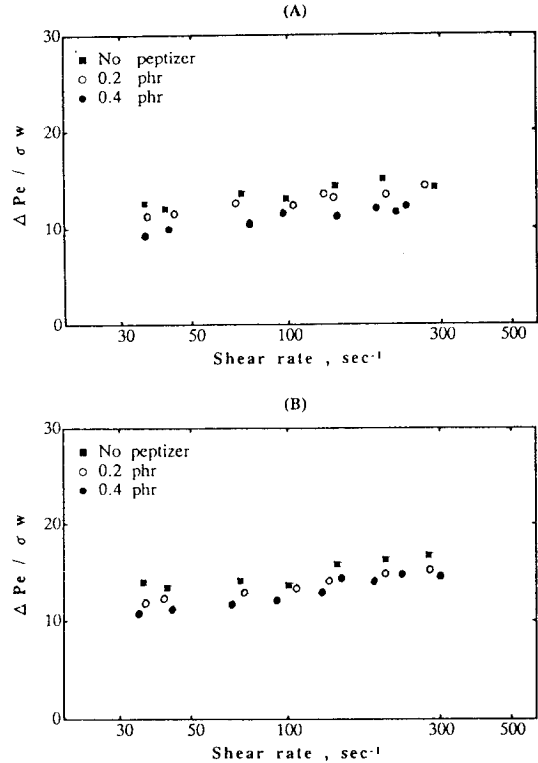 (A)
30
■ No peptizer
○ 0.2 phr
● 0.4 phr
20
Δ Pe / σ w
10
0
30 50 100 300 500
Shear rate , sec⁻¹
(B)
30
■ No peptizer
○ 0.2 phr
● 0.4 phr
20
Δ Pe / σ w
10
0
30 50 100 300 500
Shear rate , sec⁻¹